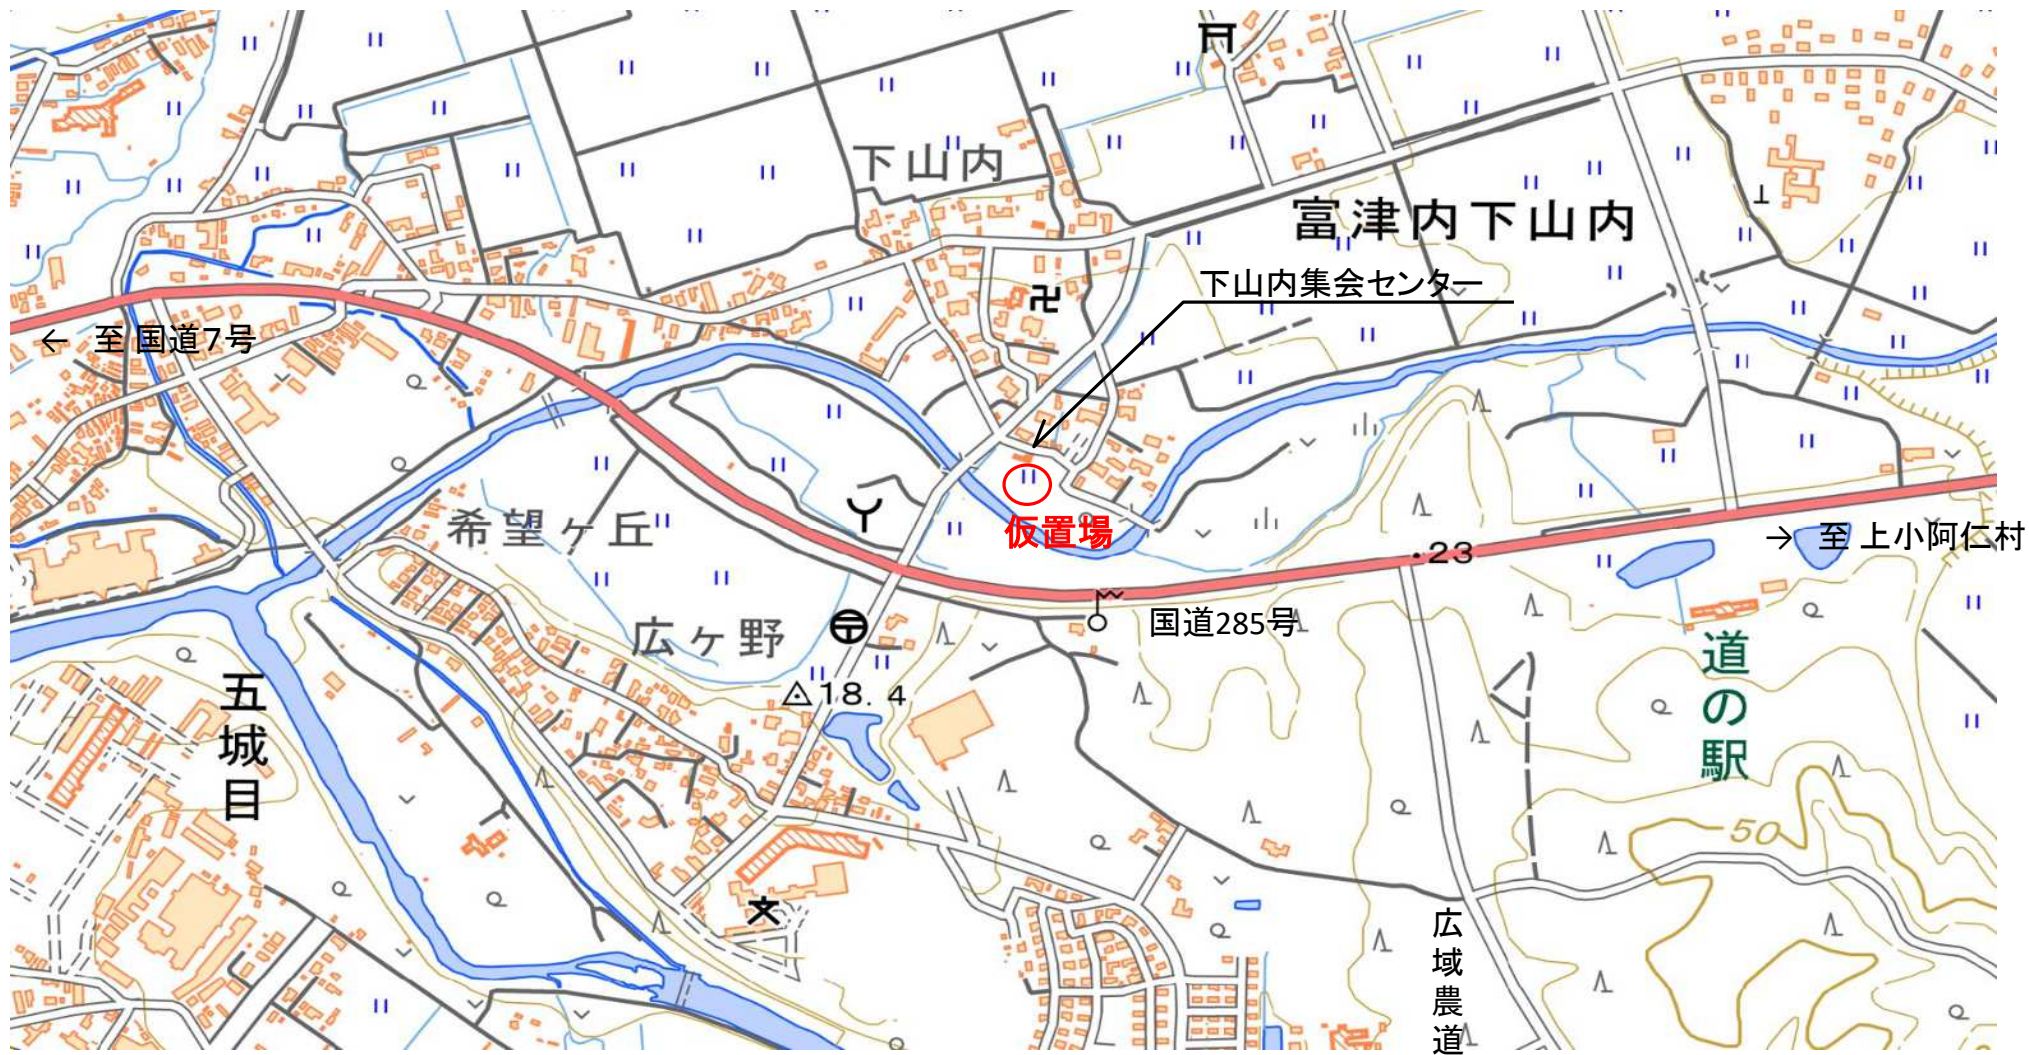 下山内
富津内下山内
下山内集会センター
← 至 国道7号
仮置場
希望ヶ丘
→ 至 上小阿仁村
・23
国道285号
広ヶ野
18.4
道の駅
五城目
50
広域農道